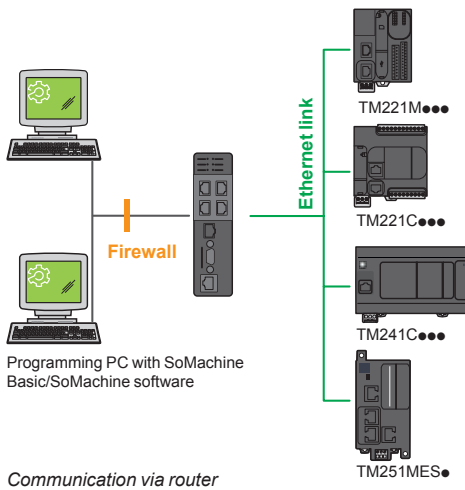 TM221M●●●
Ethernet link
TM221C●●●
Firewall
TM241C●●●
Programming PC with SoMachine
Basic/SoMachine software
TM251MES●
Communication via router